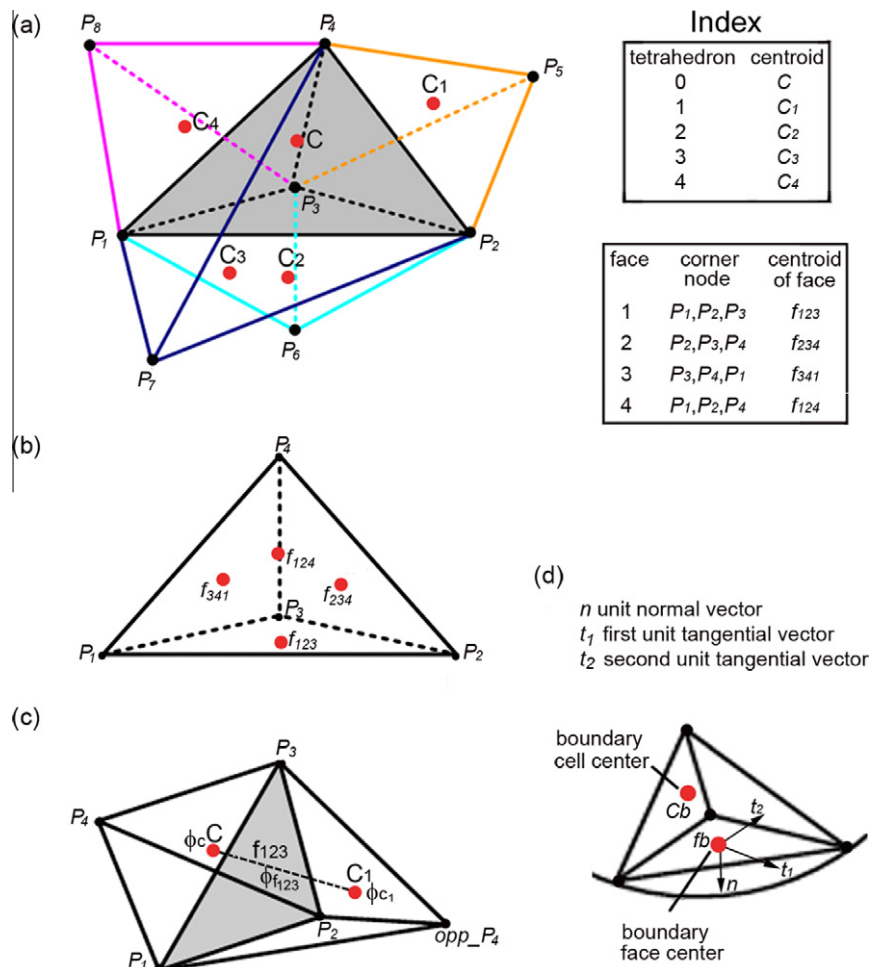 (a)
P8
P4
P5
C1
C4
C
P3
P1
P2
C3
C2
P6
P7
Index
tetrahedron centroid
0 C
1 C1
2 C2
3 C3
4 C4
face corner node centroid of face
1 P1,P2,P3 f123
2 P2,P3,P4 f234
3 P3,P4,P1 f341
4 P1,P2,P4 f124
(b)
P4
f124
f341
f234
P3
f123
P1
P2
(c)
P3
P4
ϕc C
f123
ϕf123
C1
ϕc1
P2
opp_P4
P1
(d)
n unit normal vector
t1 first unit tangential vector
t2 second unit tangential vector
boundary
cell center
Cb
t2
fb
t1
n
boundary
face center